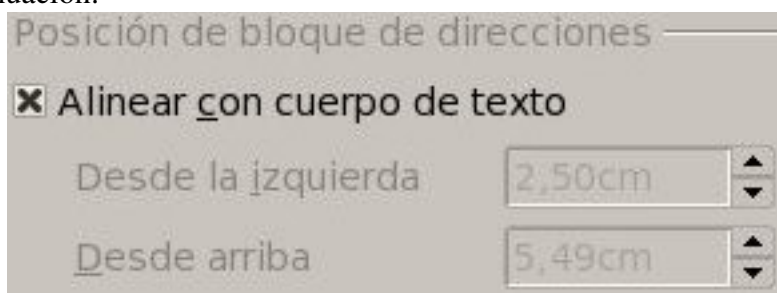 Posición de bloque de direcciones
Alinear con cuerpo de texto
Desde la izquierda 2,50cm
Desde arriba 5,49cm